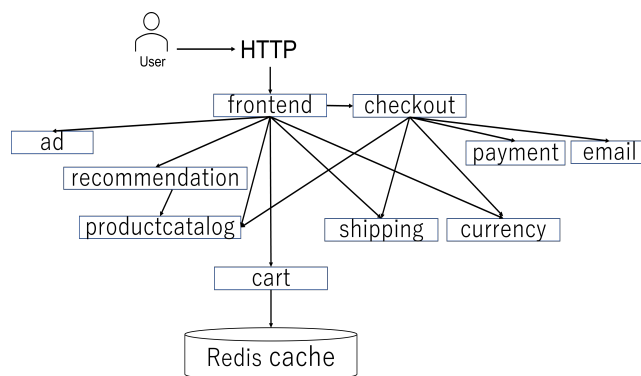 User
HTTP
frontend
checkout
ad
payment
email
recommendation
productcatalog
shipping
currency
cart
Redis cache